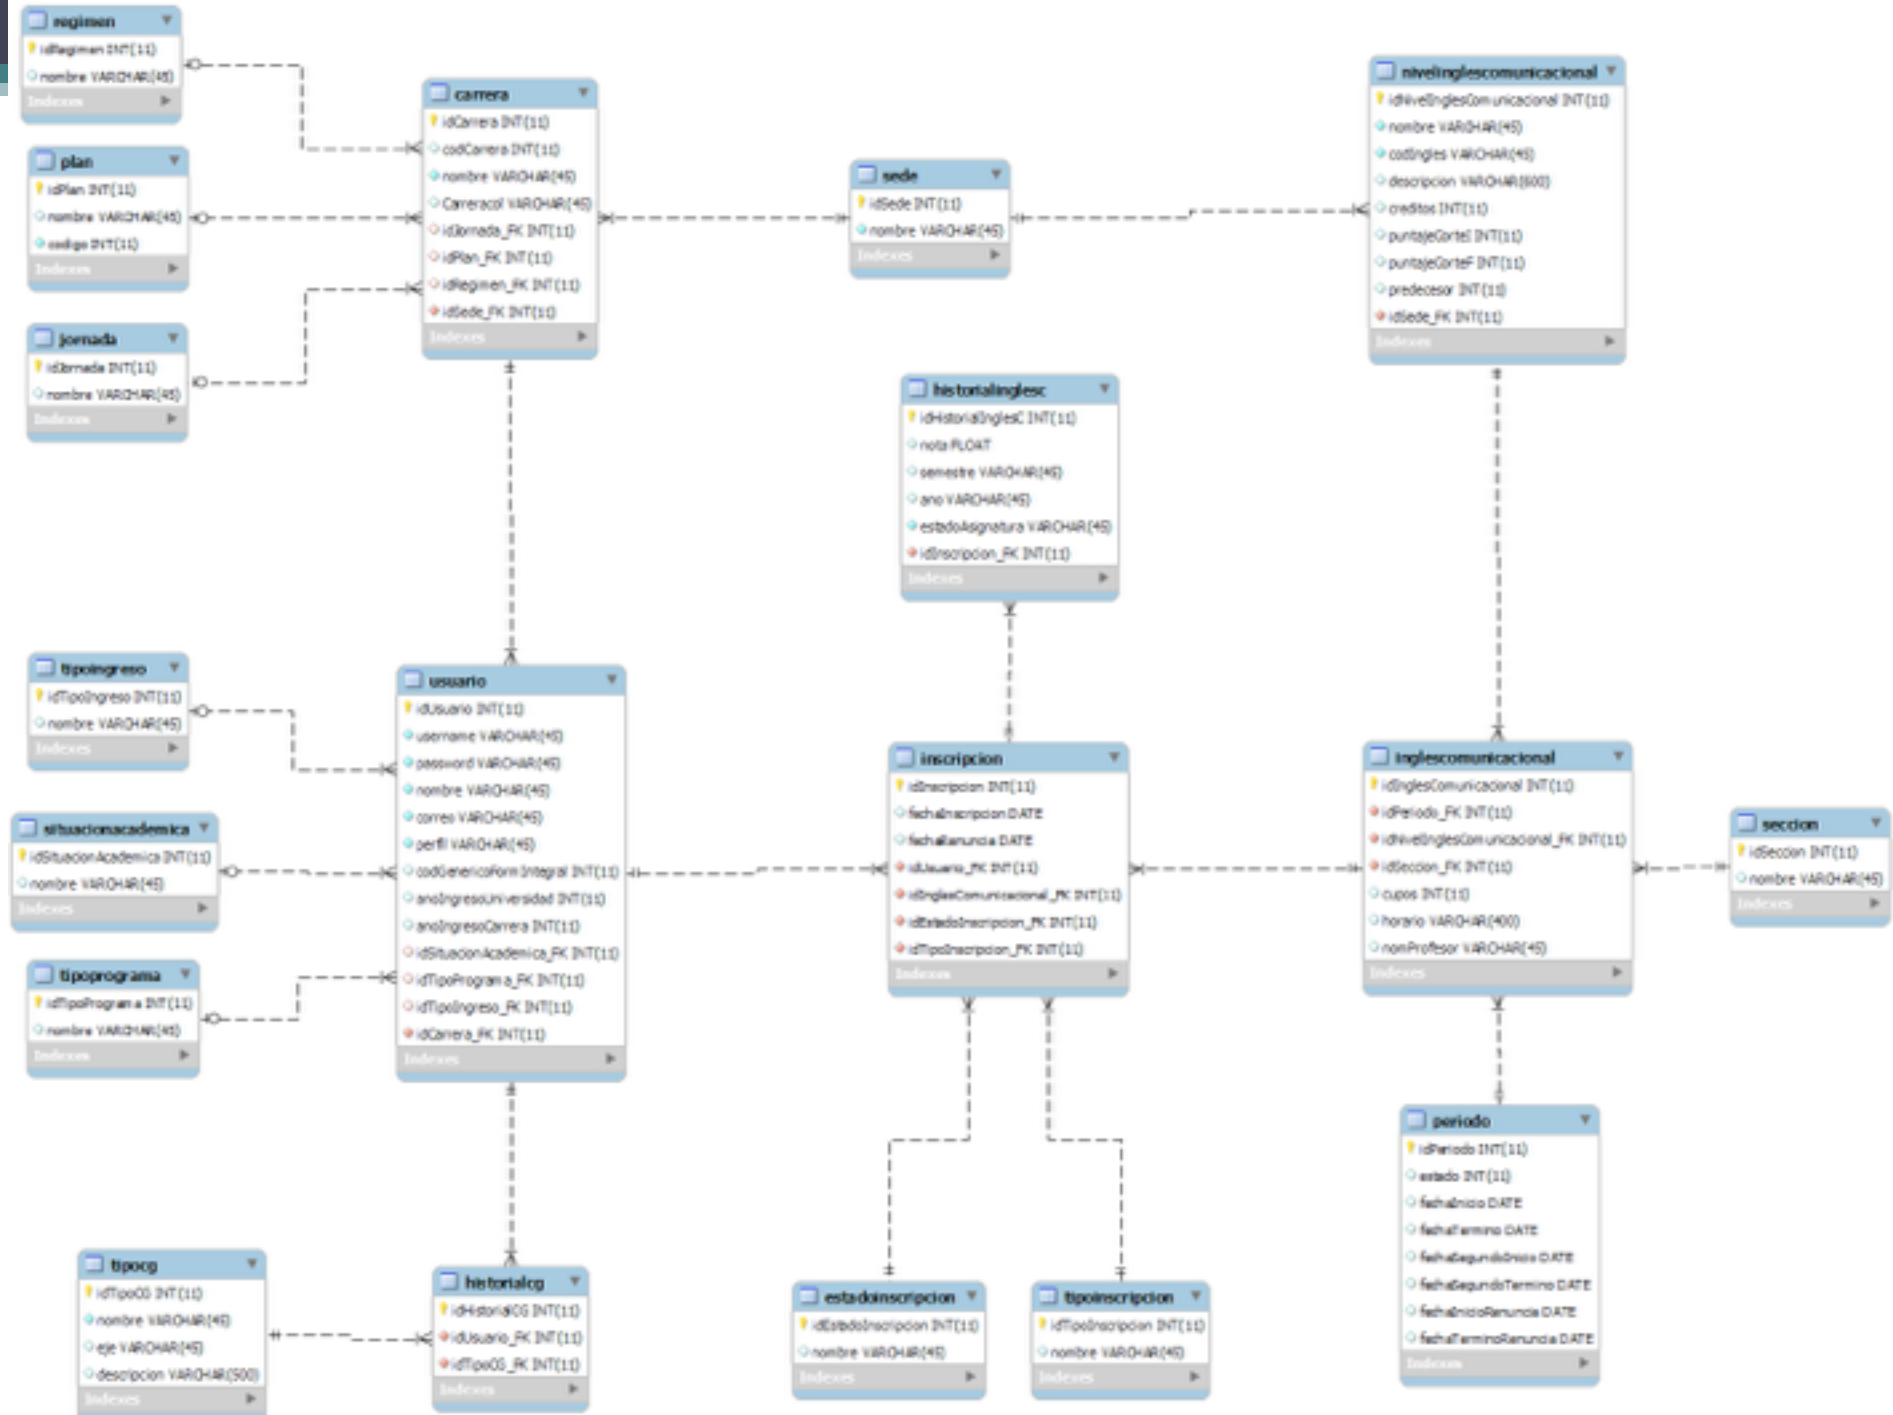 regimen
idRegimen INT(11)
nombre VARCHAR(45)
Indexes
plan
idPlan INT(11)
nombre VARCHAR(45)
codigo INT(11)
Indexes
jornada
idJornada INT(11)
nombre VARCHAR(45)
Indexes
carrera
idCarrera INT(11)
codCarrera INT(11)
nombre VARCHAR(45)
Carreracol VARCHAR(45)
idJornada_FK INT(11)
idPlan_FK INT(11)
idRegimen_FK INT(11)
idSede_FK INT(11)
Indexes
sede
idSede INT(11)
nombre VARCHAR(45)
Indexes
nivelinglescomunicacional
idNivelInglesComunicacional INT(11)
nombre VARCHAR(45)
codIngles VARCHAR(45)
descripcion VARCHAR(600)
creditos INT(11)
puntajeCorteI INT(11)
puntajeCorteF INT(11)
predecesor INT(11)
idSede_FK INT(11)
Indexes
historialinglesc
idHistorialInglesC INT(11)
nota FLOAT
semestre VARCHAR(45)
ano VARCHAR(45)
estadoAsignatura VARCHAR(45)
idInscripcion_FK INT(11)
Indexes
tipoingreso
idTipoIngreso INT(11)
nombre VARCHAR(45)
Indexes
situacionacademica
idSituacionAcademica INT(11)
nombre VARCHAR(45)
Indexes
tipoprograma
idTipoPrograma INT(11)
nombre VARCHAR(45)
Indexes
usuario
idUsuario INT(11)
username VARCHAR(45)
password VARCHAR(45)
nombre VARCHAR(45)
correo VARCHAR(45)
perfil VARCHAR(45)
codGenericoFormIntegral INT(11)
anoIngresoUniversidad INT(11)
anoIngresoCarrera INT(11)
idSituacionAcademica_FK INT(11)
idTipoPrograma_FK INT(11)
idTipoIngreso_FK INT(11)
idCarrera_FK INT(11)
Indexes
inscripcion
idInscripcion INT(11)
fechaInscripcion DATE
fechaRenuncia DATE
idUsuario_FK INT(11)
idInglesComunicacional_FK INT(11)
idEstadoInscripcion_FK INT(11)
idTipoInscripcion_FK INT(11)
Indexes
inglescomunicacional
idInglesComunicacional INT(11)
idPeriodo_FK INT(11)
idNivelInglesComunicacional_FK INT(11)
idSeccion_FK INT(11)
cupos INT(11)
horario VARCHAR(400)
nomProfesor VARCHAR(45)
Indexes
seccion
idSeccion INT(11)
nombre VARCHAR(45)
Indexes
periodo
idPeriodo INT(11)
estado INT(11)
fechaInicio DATE
fechaTermino DATE
fechaSegundoInicio DATE
fechaSegundoTermino DATE
fechaInicioRenuncia DATE
fechaTerminoRenuncia DATE
Indexes
tipocg
idTipoCG INT(11)
nombre VARCHAR(45)
eje VARCHAR(45)
descripcion VARCHAR(500)
Indexes
historialcg
idHistorialCG INT(11)
idUsuario_FK INT(11)
idTipoCG_FK INT(11)
Indexes
estadoinscripcion
idEstadoInscripcion INT(11)
nombre VARCHAR(45)
Indexes
tipoinscripcion
idTipoInscripcion INT(11)
nombre VARCHAR(45)
Indexes